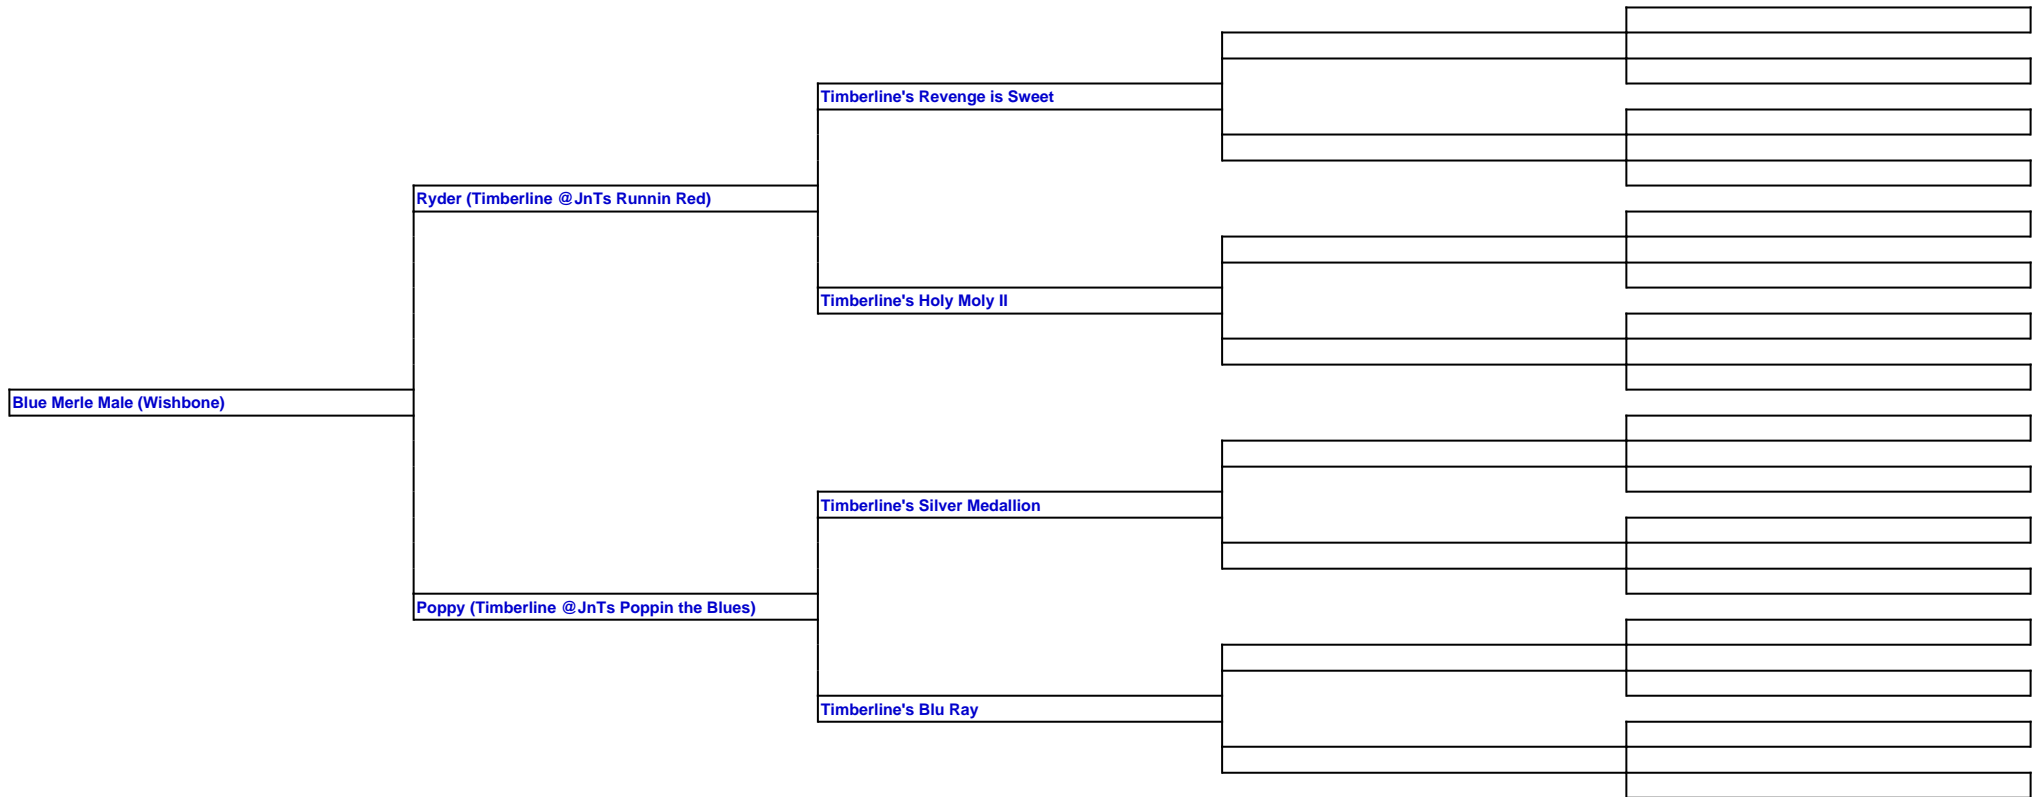 Timberline's Revenge is Sweet
Ryder (Timberline @JnTs Runnin Red)
Timberline's Holy Moly II
Blue Merle Male (Wishbone)
Timberline's Silver Medallion
Poppy (Timberline @JnTs Poppin the Blues)
Timberline's Blu Ray